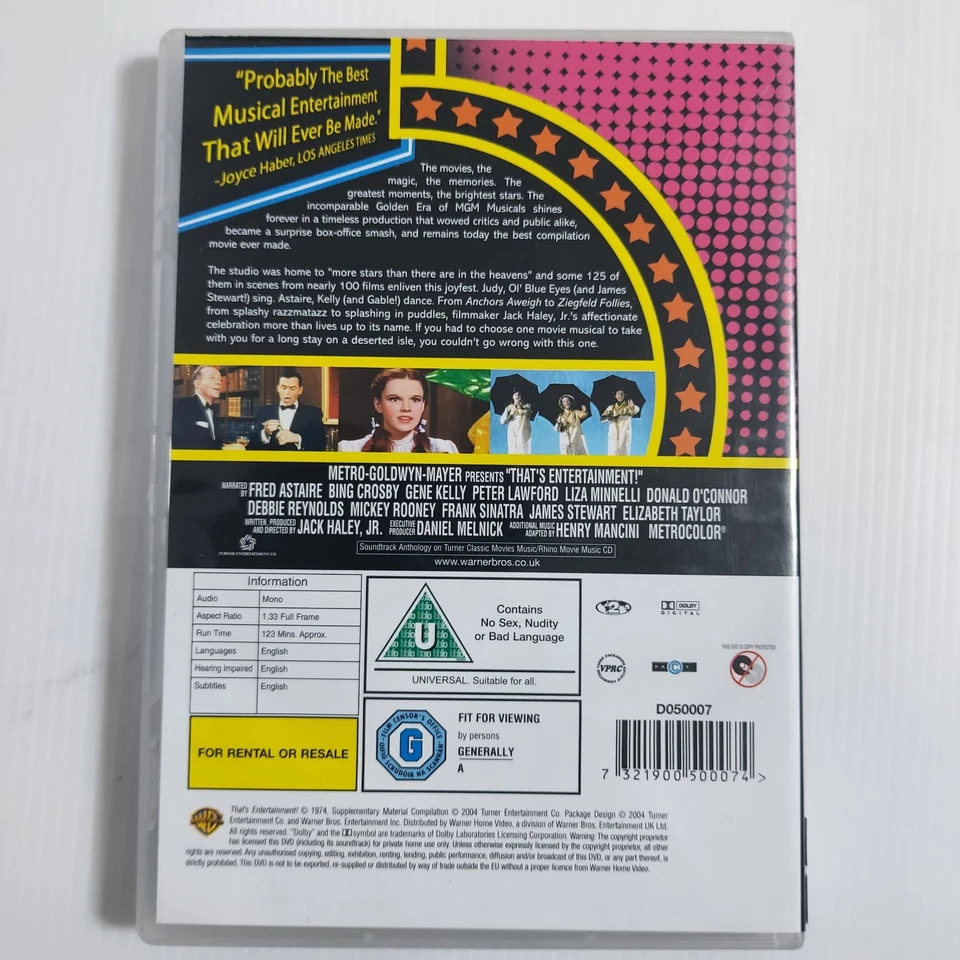 “Probably The Best
Musical Entertainment
That Will Ever Be Made.”
–Joyce Haber, LOS ANGELES TIMES
The movies, the
magic, the memories. The
greatest moments, the brightest stars. The
incomparable Golden Era of MGM Musicals shines
forever in a timeless production that wowed critics and public alike,
became a surprise box-office smash, and remains today the best compilation
movie ever made.
The studio was home to “more stars than there are in the heavens” and some 125 of
them in scenes from nearly 100 films enliven this joyfest. Judy, Ol’ Blue Eyes (and James
Stewart!) sing. Astaire, Kelly (and Gable!) dance. From Anchors Aweigh to Ziegfeld Follies,
from splashy razzmatazz to splashing in puddles, filmmaker Jack Haley, Jr.’s affectionate
celebration more than lives up to its name. If you had to choose one movie musical to take
with you for a long stay on a deserted isle, you couldn’t go wrong with this one.
METRO-GOLDWYN-MAYER PRESENTS "THAT'S ENTERTAINMENT!"
NARRATED BY FRED ASTAIRE BING CROSBY GENE KELLY PETER LAWFORD LIZA MINNELLI DONALD O'CONNOR
DEBBIE REYNOLDS MICKEY ROONEY FRANK SINATRA JAMES STEWART ELIZABETH TAYLOR
WRITTEN, PRODUCED AND DIRECTED BY JACK HALEY, JR. EXECUTIVE PRODUCER DANIEL MELNICK ADDITIONAL MUSIC ADAPTED BY HENRY MANCINI METROCOLOR®
TURNER ENTERTAINMENT CO.
Soundtrack Anthology on Turner Classic Movies Music/Rhino Movie Music CD
www.warnerbros.co.uk
Information
Audio Mono
Aspect Ratio 1.33 Full Frame
Run Time 123 Mins. Approx.
Languages English
Hearing Impaired English
Subtitles English
FOR RENTAL OR RESALE
U
Contains
No Sex, Nudity
or Bad Language
UNIVERSAL. Suitable for all.
FILM CENSOR'S OFFICE
OIFIG SCRÚDÓIR NA SCANNÁN
G
FIT FOR VIEWING
by persons
GENERALLY
A
2
DOLBY
DIGITAL
VPRC
FACT
THIS DVD IS COPY PROTECTED
D050007
7 321900 500074 >
That's Entertainment! © 1974, Supplementary Material Compilation © 2004 Turner Entertainment Co. Package Design © 2004 Turner
Entertainment Co. and Warner Bros. Entertainment Inc. Distributed by Warner Home Video, a division of Warner Bros. Entertainment UK Ltd.
All rights reserved. "Dolby" and the symbol are trademarks of Dolby Laboratories Licensing Corporation. Warning: The copyright proprietor
has licensed this DVD (including its soundtrack) for private home use only. Unless otherwise expressly licensed by the copyright proprietor, all other
rights are reserved. Any unauthorised copying, editing, exhibition, renting, lending, public performance, diffusion and/or broadcast of this DVD, or any part thereof, is
strictly prohibited. This DVD is not to be exported, re-supplied or distributed by way of trade outside the EU without a proper licence from Warner Home Video.